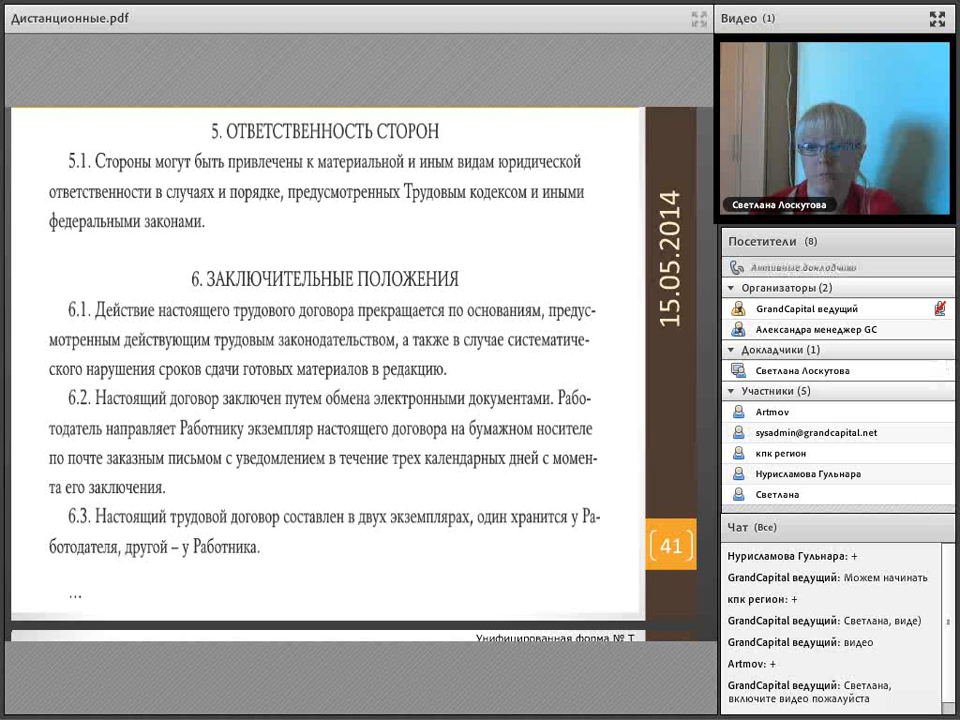 Дистанционные.pdf
5. ОТВЕТСТВЕННОСТЬ СТОРОН
5.1. Стороны могут быть привлечены к материальной и иным видам юридической
ответственности в случаях и порядке, предусмотренных Трудовым кодексом и иными
федеральными законами.
6. ЗАКЛЮЧИТЕЛЬНЫЕ ПОЛОЖЕНИЯ
6.1. Действие настоящего трудового договора прекращается по основаниям, предус-
мотренным действующим трудовым законодательством, а также в случае систематиче-
ского нарушения сроков сдачи готовых материалов в редакцию.
6.2. Настоящий договор заключен путем обмена электронными документами. Рабо-
тодатель направляет Работнику экземпляр настоящего договора на бумажном носителе
по почте заказным письмом с уведомлением в течение трех календарных дней с момен-
та его заключения.
6.3. Настоящий трудовой договор составлен в двух экземплярах, один хранится у Ра-
ботодателя, другой – у Работника.
...
15.05.2014
41
Унифицированная форма № Т
Видео (1)
Светлана Лоскутова
Посетители (8)
Активные докладчики
Организаторы (2)
GrandCapital ведущий
Александра менеджер GC
Докладчики (1)
Светлана Лоскутова
Участники (5)
Artmov
sysadmin@grandcapital.net
кпк регион
Нурисламова Гульнара
Светлана
Чат (Все)
Нурисламова Гульнара: +
GrandCapital ведущий: Можем начинать
кпк регион: +
GrandCapital ведущий: Светлана, виде)
GrandCapital ведущий: видео
Artmov: +
GrandCapital ведущий: Светлана,
включите видео пожалуйста